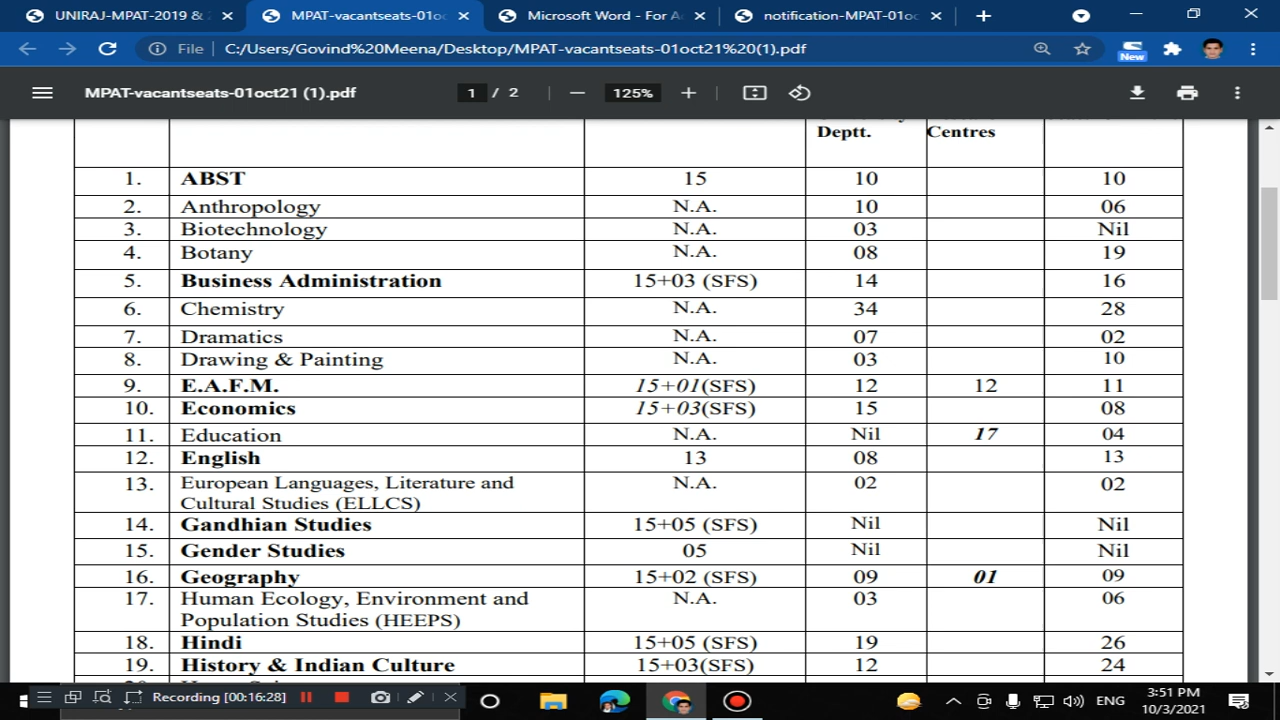 UNIRAJ-MPAT-2019 &
MPAT-vacantseats-01oc
Microsoft Word - For A
notification-MPAT-01oc
File
C:/Users/Govind%20Meena/Desktop/MPAT-vacantseats-01oct21%20(1).pdf
New
MPAT-vacantseats-01oct21 (1).pdf
1 / 2
125%
Deptt. Centres
1. ABST 15 10 10
2. Anthropology N.A. 10 06
3. Biotechnology N.A. 03 Nil
4. Botany N.A. 08 19
5. Business Administration 15+03 (SFS) 14 16
6. Chemistry N.A. 34 28
7. Dramatics N.A. 07 02
8. Drawing & Painting N.A. 03 10
9. E.A.F.M. 15+01(SFS) 12 12 11
10. Economics 15+03(SFS) 15 08
11. Education N.A. Nil 17 04
12. English 13 08 13
13. European Languages, Literature and N.A. 02 02
Cultural Studies (ELLCS)
14. Gandhian Studies 15+05 (SFS) Nil Nil
15. Gender Studies 05 Nil Nil
16. Geography 15+02 (SFS) 09 01 09
17. Human Ecology, Environment and N.A. 03 06
Population Studies (HEEPS)
18. Hindi 15+05 (SFS) 19 26
19. History & Indian Culture 15+03(SFS) 12 24
Recording [00:16:28]
ENG
3:51 PM
10/3/2021